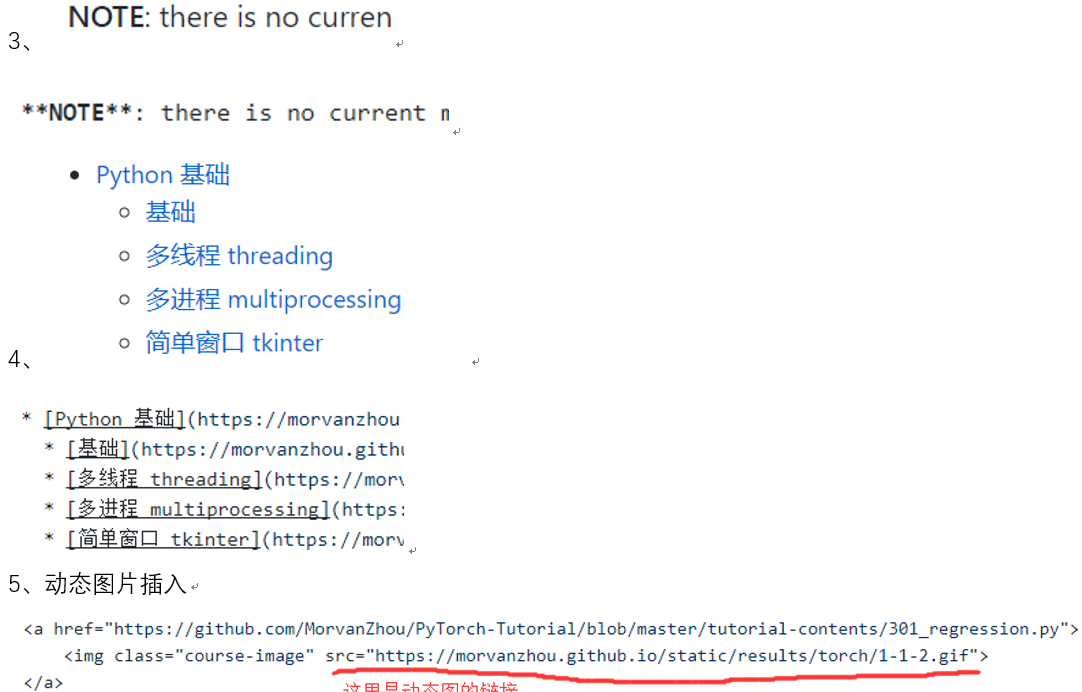 NOTE: there is no curren
3、
**NOTE**: there is no current
• Python 基础
○ 基础
○ 多线程 threading
○ 多进程 multiprocessing
○ 简单窗口 tkinter
4、
* [Python 基础](https://morvanzhou
* [基础](https://morvanzhou.gith
* [多线程 threading](https://mor
* [多进程 multiprocessing](https:
* [简单窗口 tkinter](https://mor
5、动态图片插入
<a href="https://github.com/MorvanZhou/PyTorch-Tutorial/blob/master/tutorial-contents/301_regression.py">
<img class="course-image" src="https://morvanzhou.github.io/static/results/torch/1-1-2.gif">
</a>
这里是动态图的链接